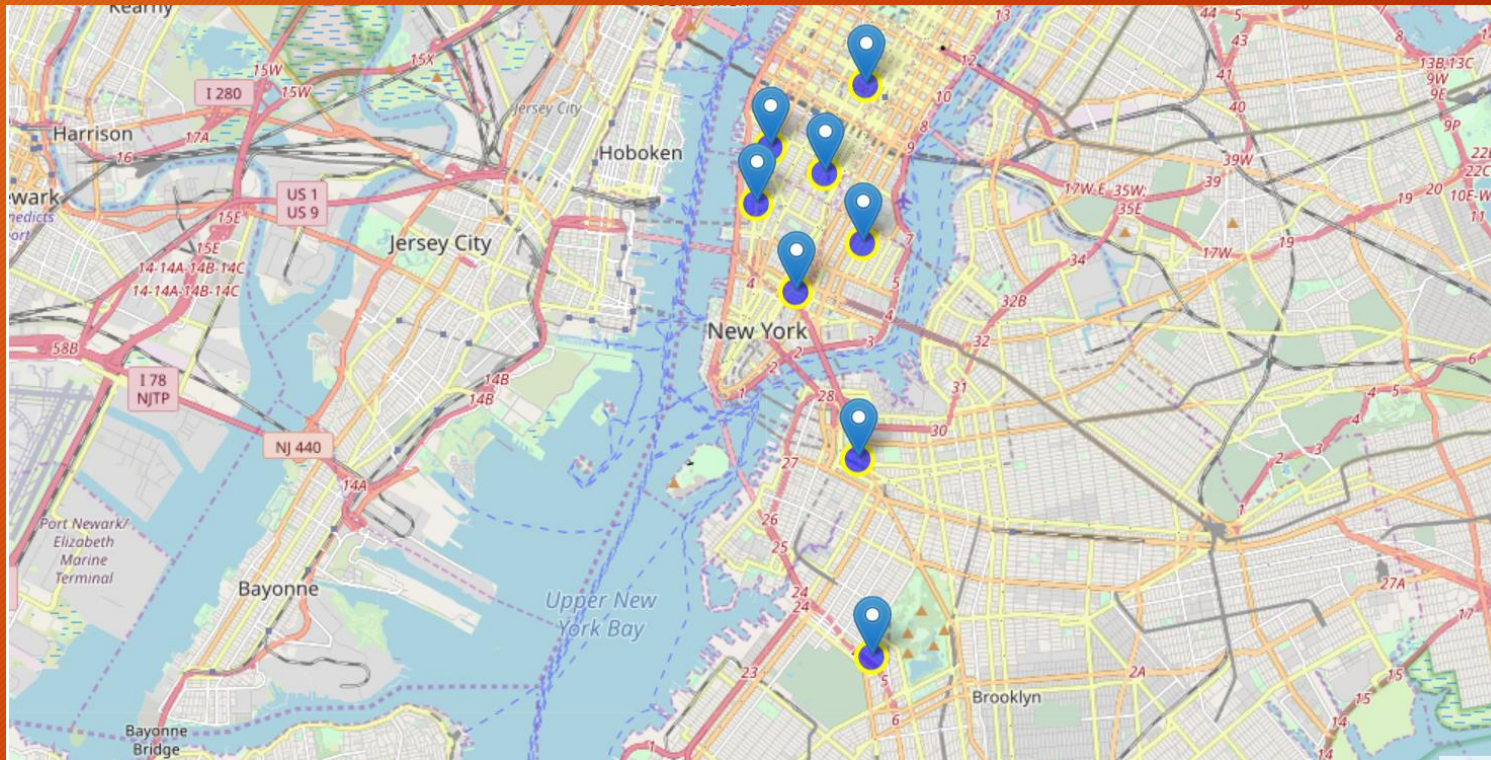 Kearny
13
44
5
8
14
15X
43
12
13B,13C
15W
9W
41
9E
I 280
15W
10
40
Jersey City
8
9P
17A
Harrison
9
Hoboken
16
39W
22C
US 1
US 9
17W-E
35W;
39
20
35E
19
10E-W
15E
11
Jersey City
7
19
15E
17W
34
14-14A-14B-14C
4
5
14-14A-14B-14C
32B
4
New York
3
32
58B
2
6
I 78
NJTP
2
14B
31
5
4
1
28
14B
4
30
NJ 440
3
27
2
14A
1
Port Newark/
Elizabeth
Marine
Terminal
26
25
27A
Bayonne
24
24
17
Upper New
York Bay
23
2A
5
Brooklyn
15
15
6
14
Bayonne
Bridge
1
14